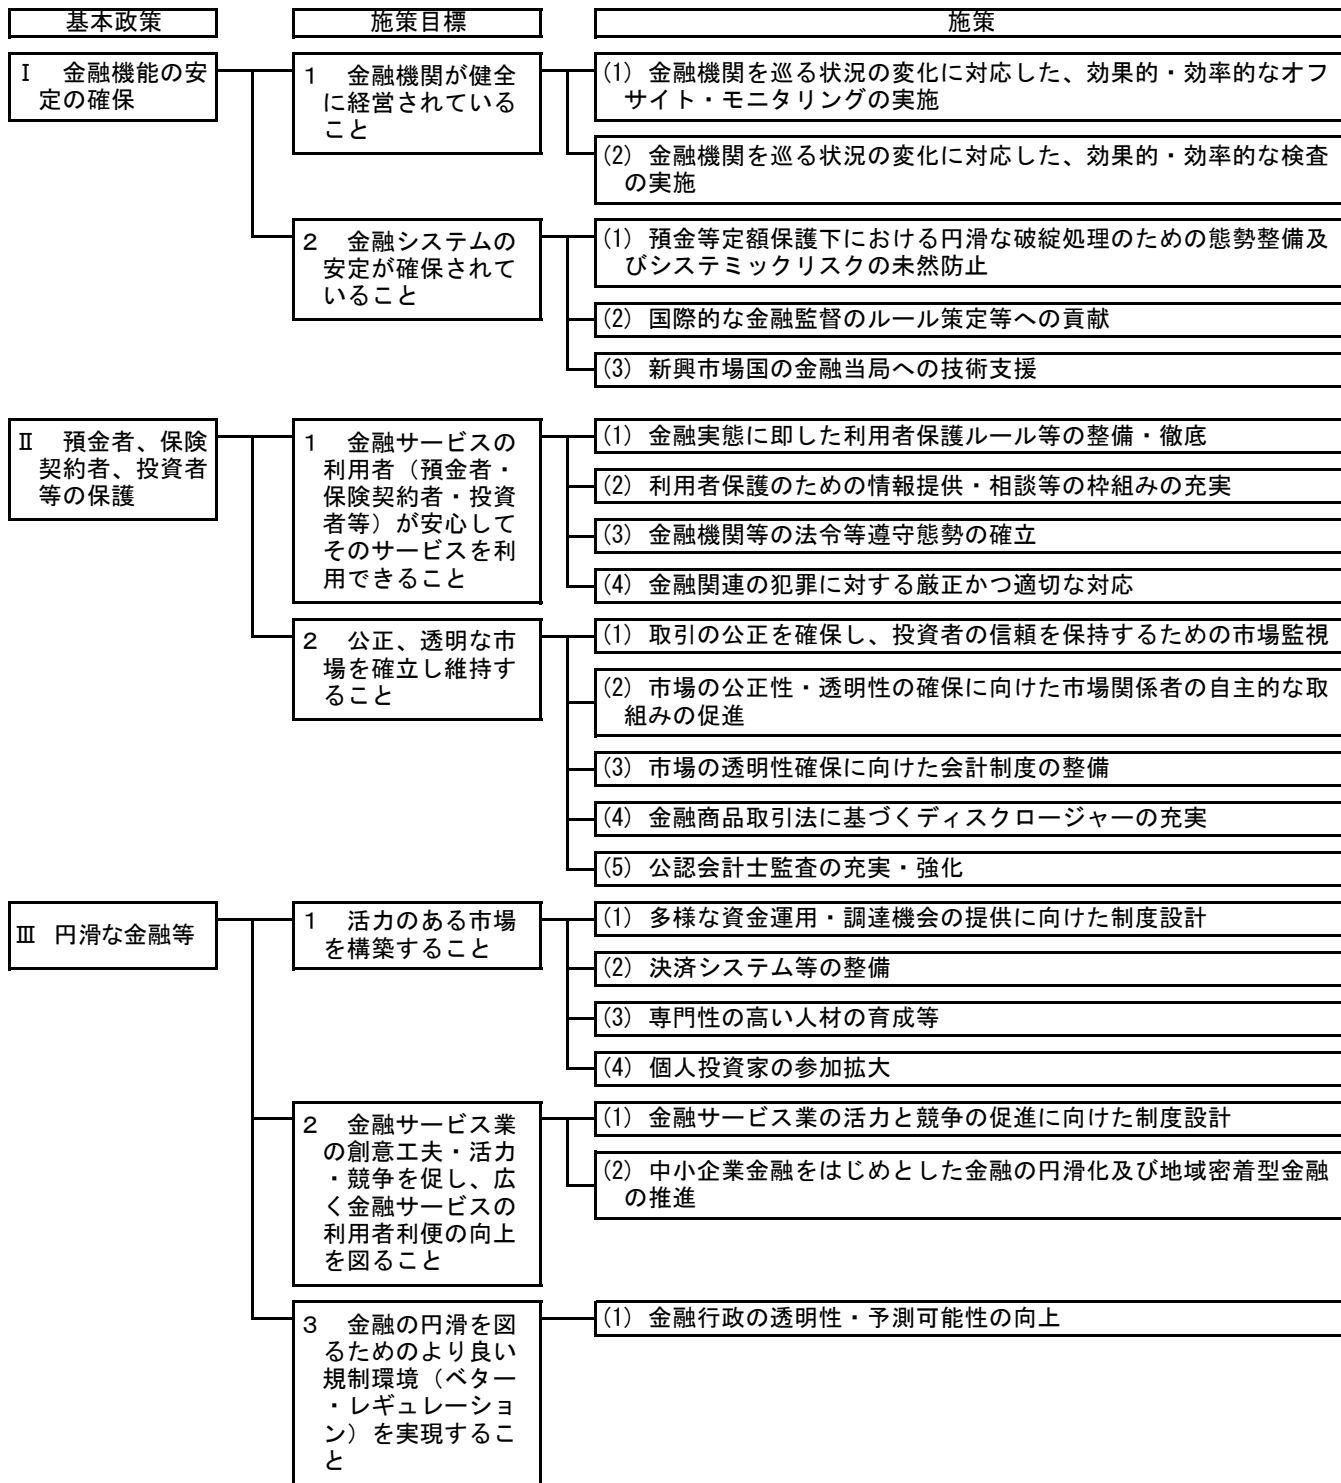 基本政策
施策目標
施策
Ⅰ 金融機能の安
定の確保
１ 金融機関が健全
に経営されている
こと
(1) 金融機関を巡る状況の変化に対応した、効果的・効率的なオフ
サイト・モニタリングの実施
(2) 金融機関を巡る状況の変化に対応した、効果的・効率的な検査
の実施
２ 金融システムの
安定が確保されて
いること
(1) 預金等定額保護下における円滑な破綻処理のための態勢整備及
びシステミックリスクの未然防止
(2) 国際的な金融監督のルール策定等への貢献
(3) 新興市場国の金融当局への技術支援
Ⅱ 預金者、保険
契約者、投資者
等の保護
１ 金融サービスの
利用者（預金者・
保険契約者・投資
者等）が安心して
そのサービスを利
用できること
(1) 金融実態に即した利用者保護ルール等の整備・徹底
(2) 利用者保護のための情報提供・相談等の枠組みの充実
(3) 金融機関等の法令等遵守態勢の確立
(4) 金融関連の犯罪に対する厳正かつ適切な対応
２ 公正、透明な市
場を確立し維持す
ること
(1) 取引の公正を確保し、投資者の信頼を保持するための市場監視
(2) 市場の公正性・透明性の確保に向けた市場関係者の自主的な取
組みの促進
(3) 市場の透明性確保に向けた会計制度の整備
(4) 金融商品取引法に基づくディスクロージャーの充実
(5) 公認会計士監査の充実・強化
Ⅲ 円滑な金融等
１ 活力のある市場
を構築すること
(1) 多様な資金運用・調達機会の提供に向けた制度設計
(2) 決済システム等の整備
(3) 専門性の高い人材の育成等
(4) 個人投資家の参加拡大
２ 金融サービス業
の創意工夫・活力
・競争を促し、広
く金融サービスの
利用者利便の向上
を図ること
(1) 金融サービス業の活力と競争の促進に向けた制度設計
(2) 中小企業金融をはじめとした金融の円滑化及び地域密着型金融
の推進
３ 金融の円滑を図
るためのより良い
規制環境（ベター
・レギュレーショ
ン）を実現するこ
と
(1) 金融行政の透明性・予測可能性の向上